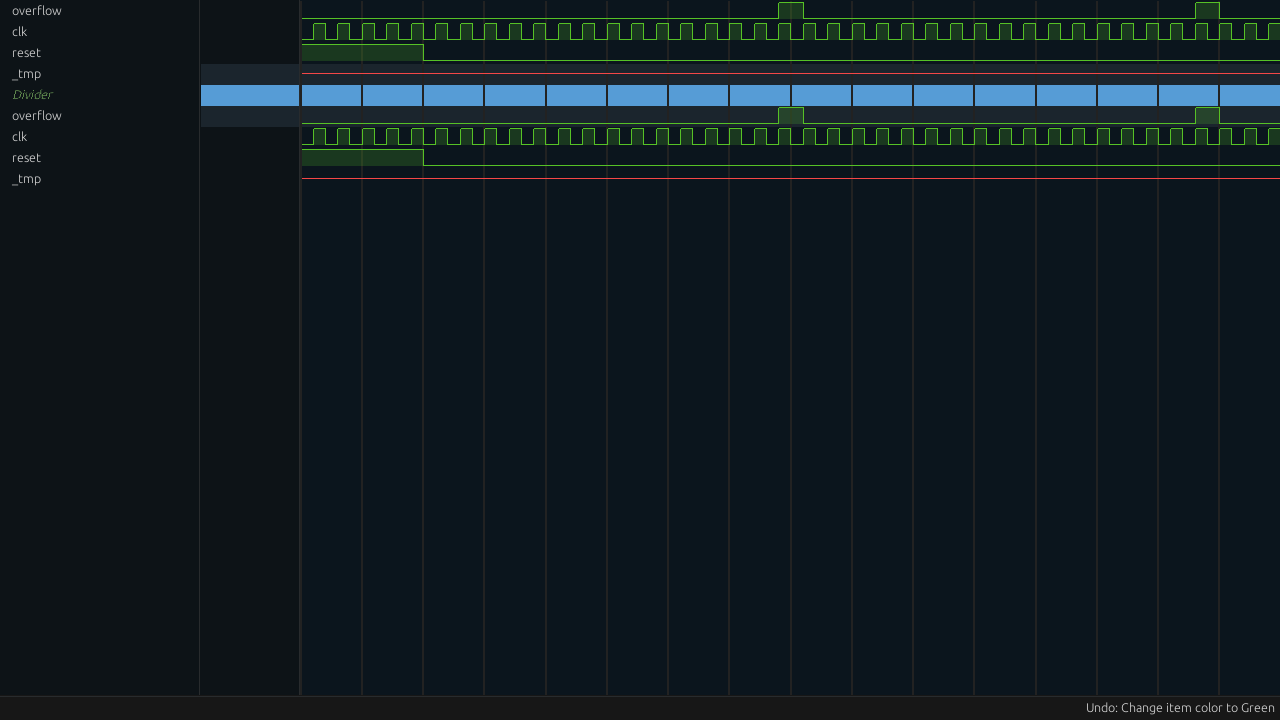 overflow
clk
reset
_tmp
Divider
overflow
clk
reset
_tmp
Undo: Change item color to Green